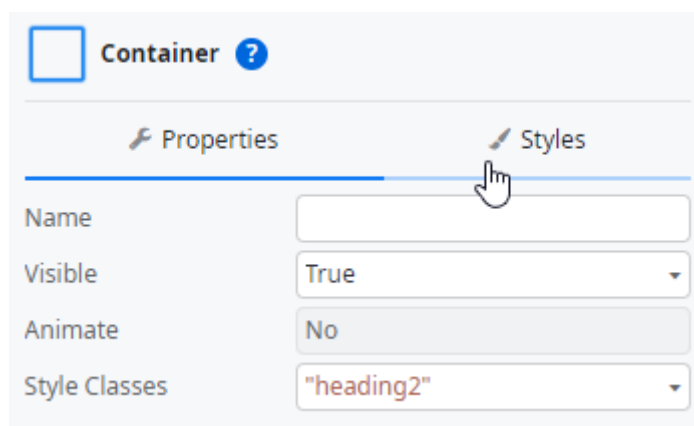 Container ?
Properties Styles
Name
Visible True
Animate No
Style Classes "heading2"